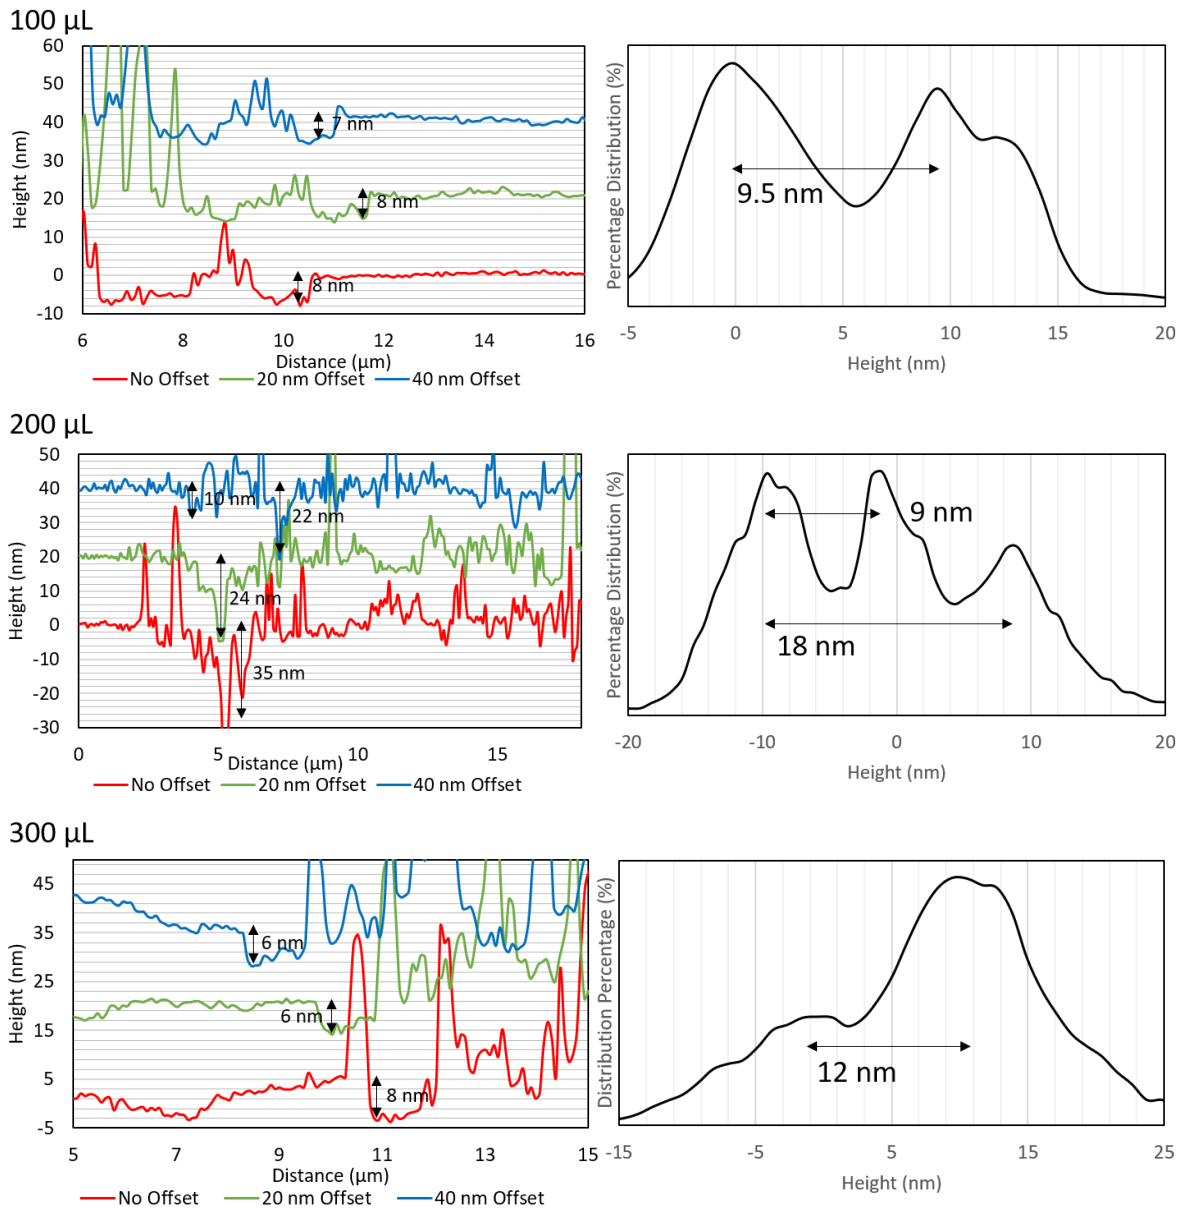 100 µL
60
50
40
30
20
10
0
-10
Height (nm)
7 nm
8 nm
8 nm
6 8 10 12 14 16
Distance (µm)
No Offset 20 nm Offset 40 nm Offset
Percentage Distribution (%)
9.5 nm
-5 0 5 10 15 20
Height (nm)
200 µL
50
40
30
20
10
0
-10
-20
-30
Height (nm)
10 nm
22 nm
24 nm
35 nm
0 5 10 15
Distance (µm)
No Offset 20 nm Offset 40 nm Offset
Percentage Distribution (%)
9 nm
18 nm
-20 -10 0 10 20
Height (nm)
300 µL
45
35
25
15
5
-5
Height (nm)
6 nm
6 nm
8 nm
5 7 9 11 13 15
Distance (µm)
No Offset 20 nm Offset 40 nm Offset
Distribution Percentage (%)
12 nm
-15 -5 5 15 25
Height (nm)